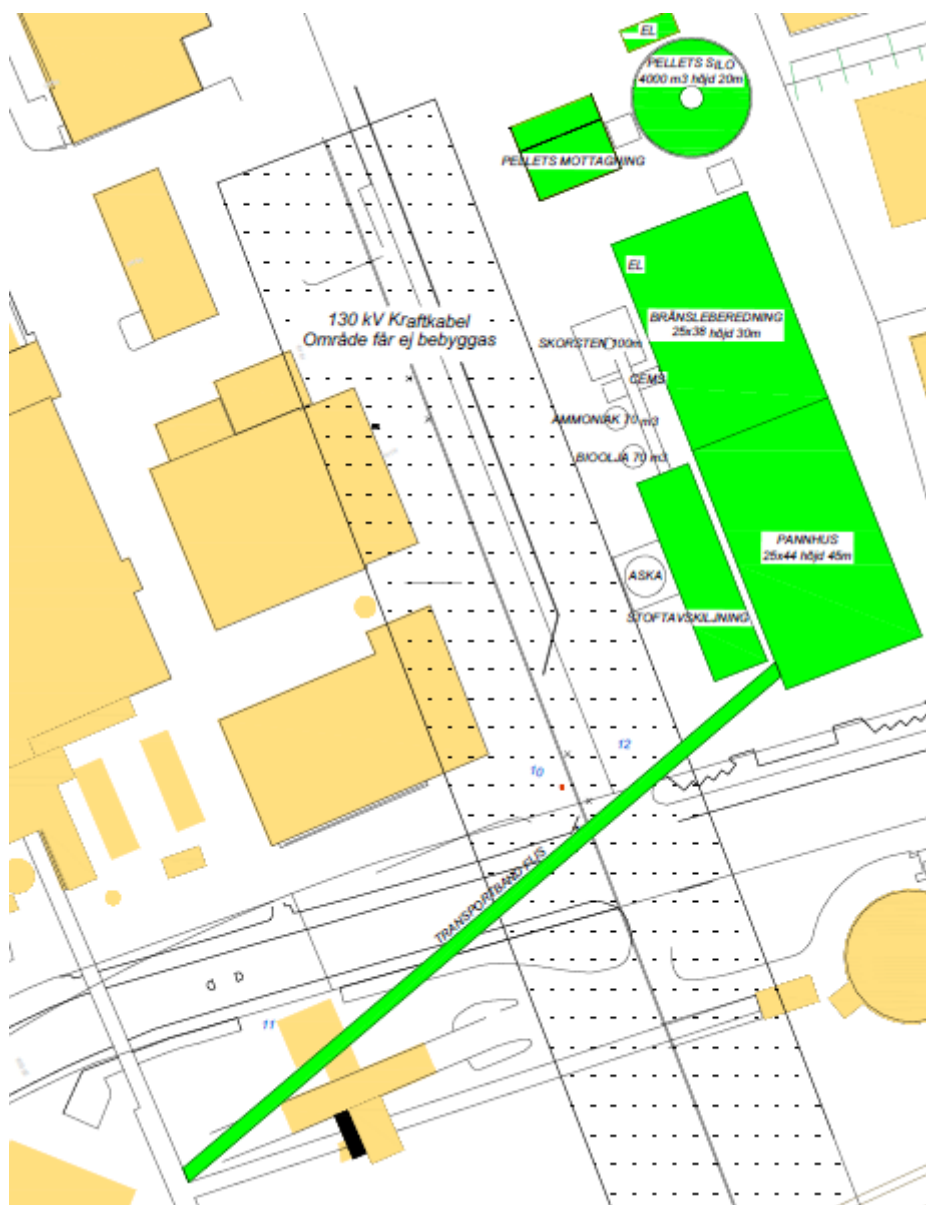 EL
PELLETS SILO
4000 m3 höjd 20m
PELLETS MOTTAGNING
EL
130 kV Kraftkabel
Område får ej bebyggas
BRÄNSLEBEREDNING
25x38 höjd 30m
SKORSTEN 100m
CEMS
AMMONIAK 70 m3
BIOOLJA 70 m3
PANNHUS
25x44 höjd 45m
ASKA
STOFTAVSKILJNING
12
10
TRANSPORTBAND FLIS
11